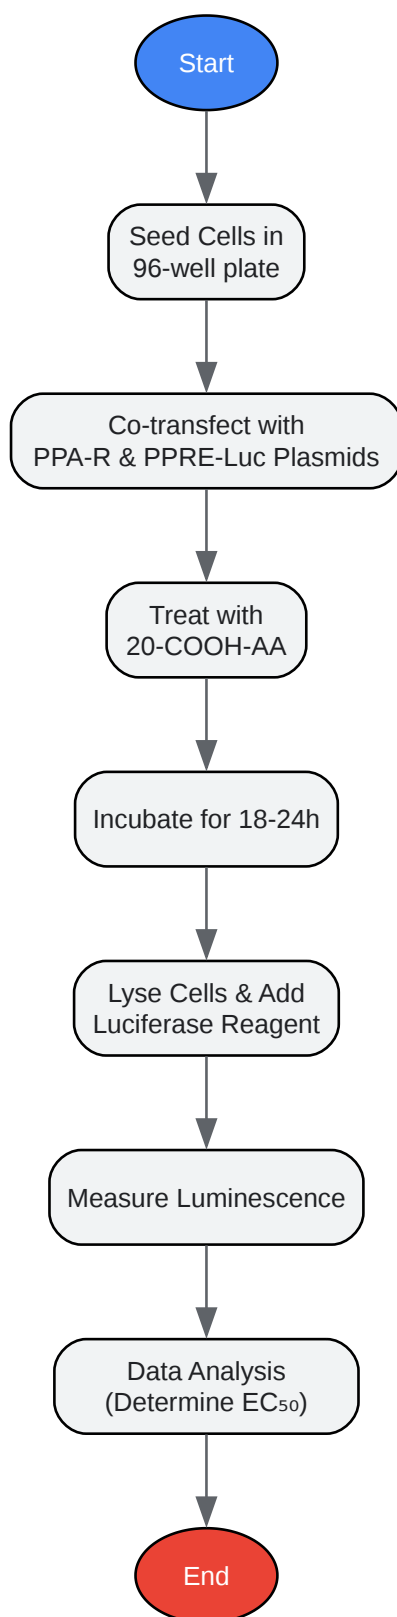 Start
Seed Cells in
96-well plate
Co-transfect with
PPA-R & PPRE-Luc Plasmids
Treat with
20-COOH-AA
Incubate for 18-24h
Lyse Cells & Add
Luciferase Reagent
Measure Luminescence
Data Analysis
(Determine EC₅₀)
End